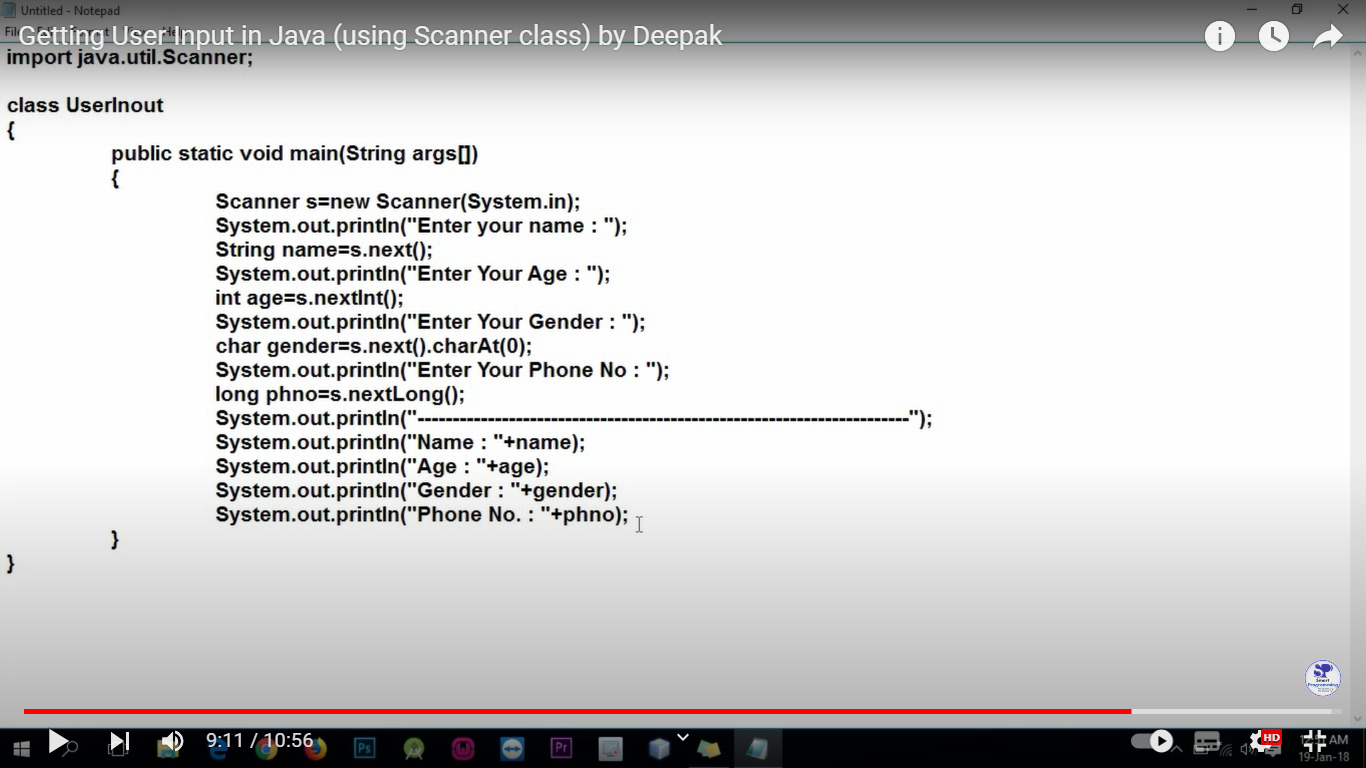 Untitled - Notepad
Getting User Input in Java (using Scanner class) by Deepak
import java.util.Scanner;
class UserInout
{
public static void main(String args[])
{
Scanner s=new Scanner(System.in);
System.out.println("Enter your name : ");
String name=s.next();
System.out.println("Enter Your Age : ");
int age=s.nextInt();
System.out.println("Enter Your Gender : ");
char gender=s.next().charAt(0);
System.out.println("Enter Your Phone No : ");
long phno=s.nextLong();
System.out.println("----------------------------------------------------------------------");
System.out.println("Name : "+name);
System.out.println("Age : "+age);
System.out.println("Gender : "+gender);
System.out.println("Phone No. : "+phno);
}
}
Smart
Programming
9:11 / 10:56
Ps
Pr
HD
AM
19-Jan-18